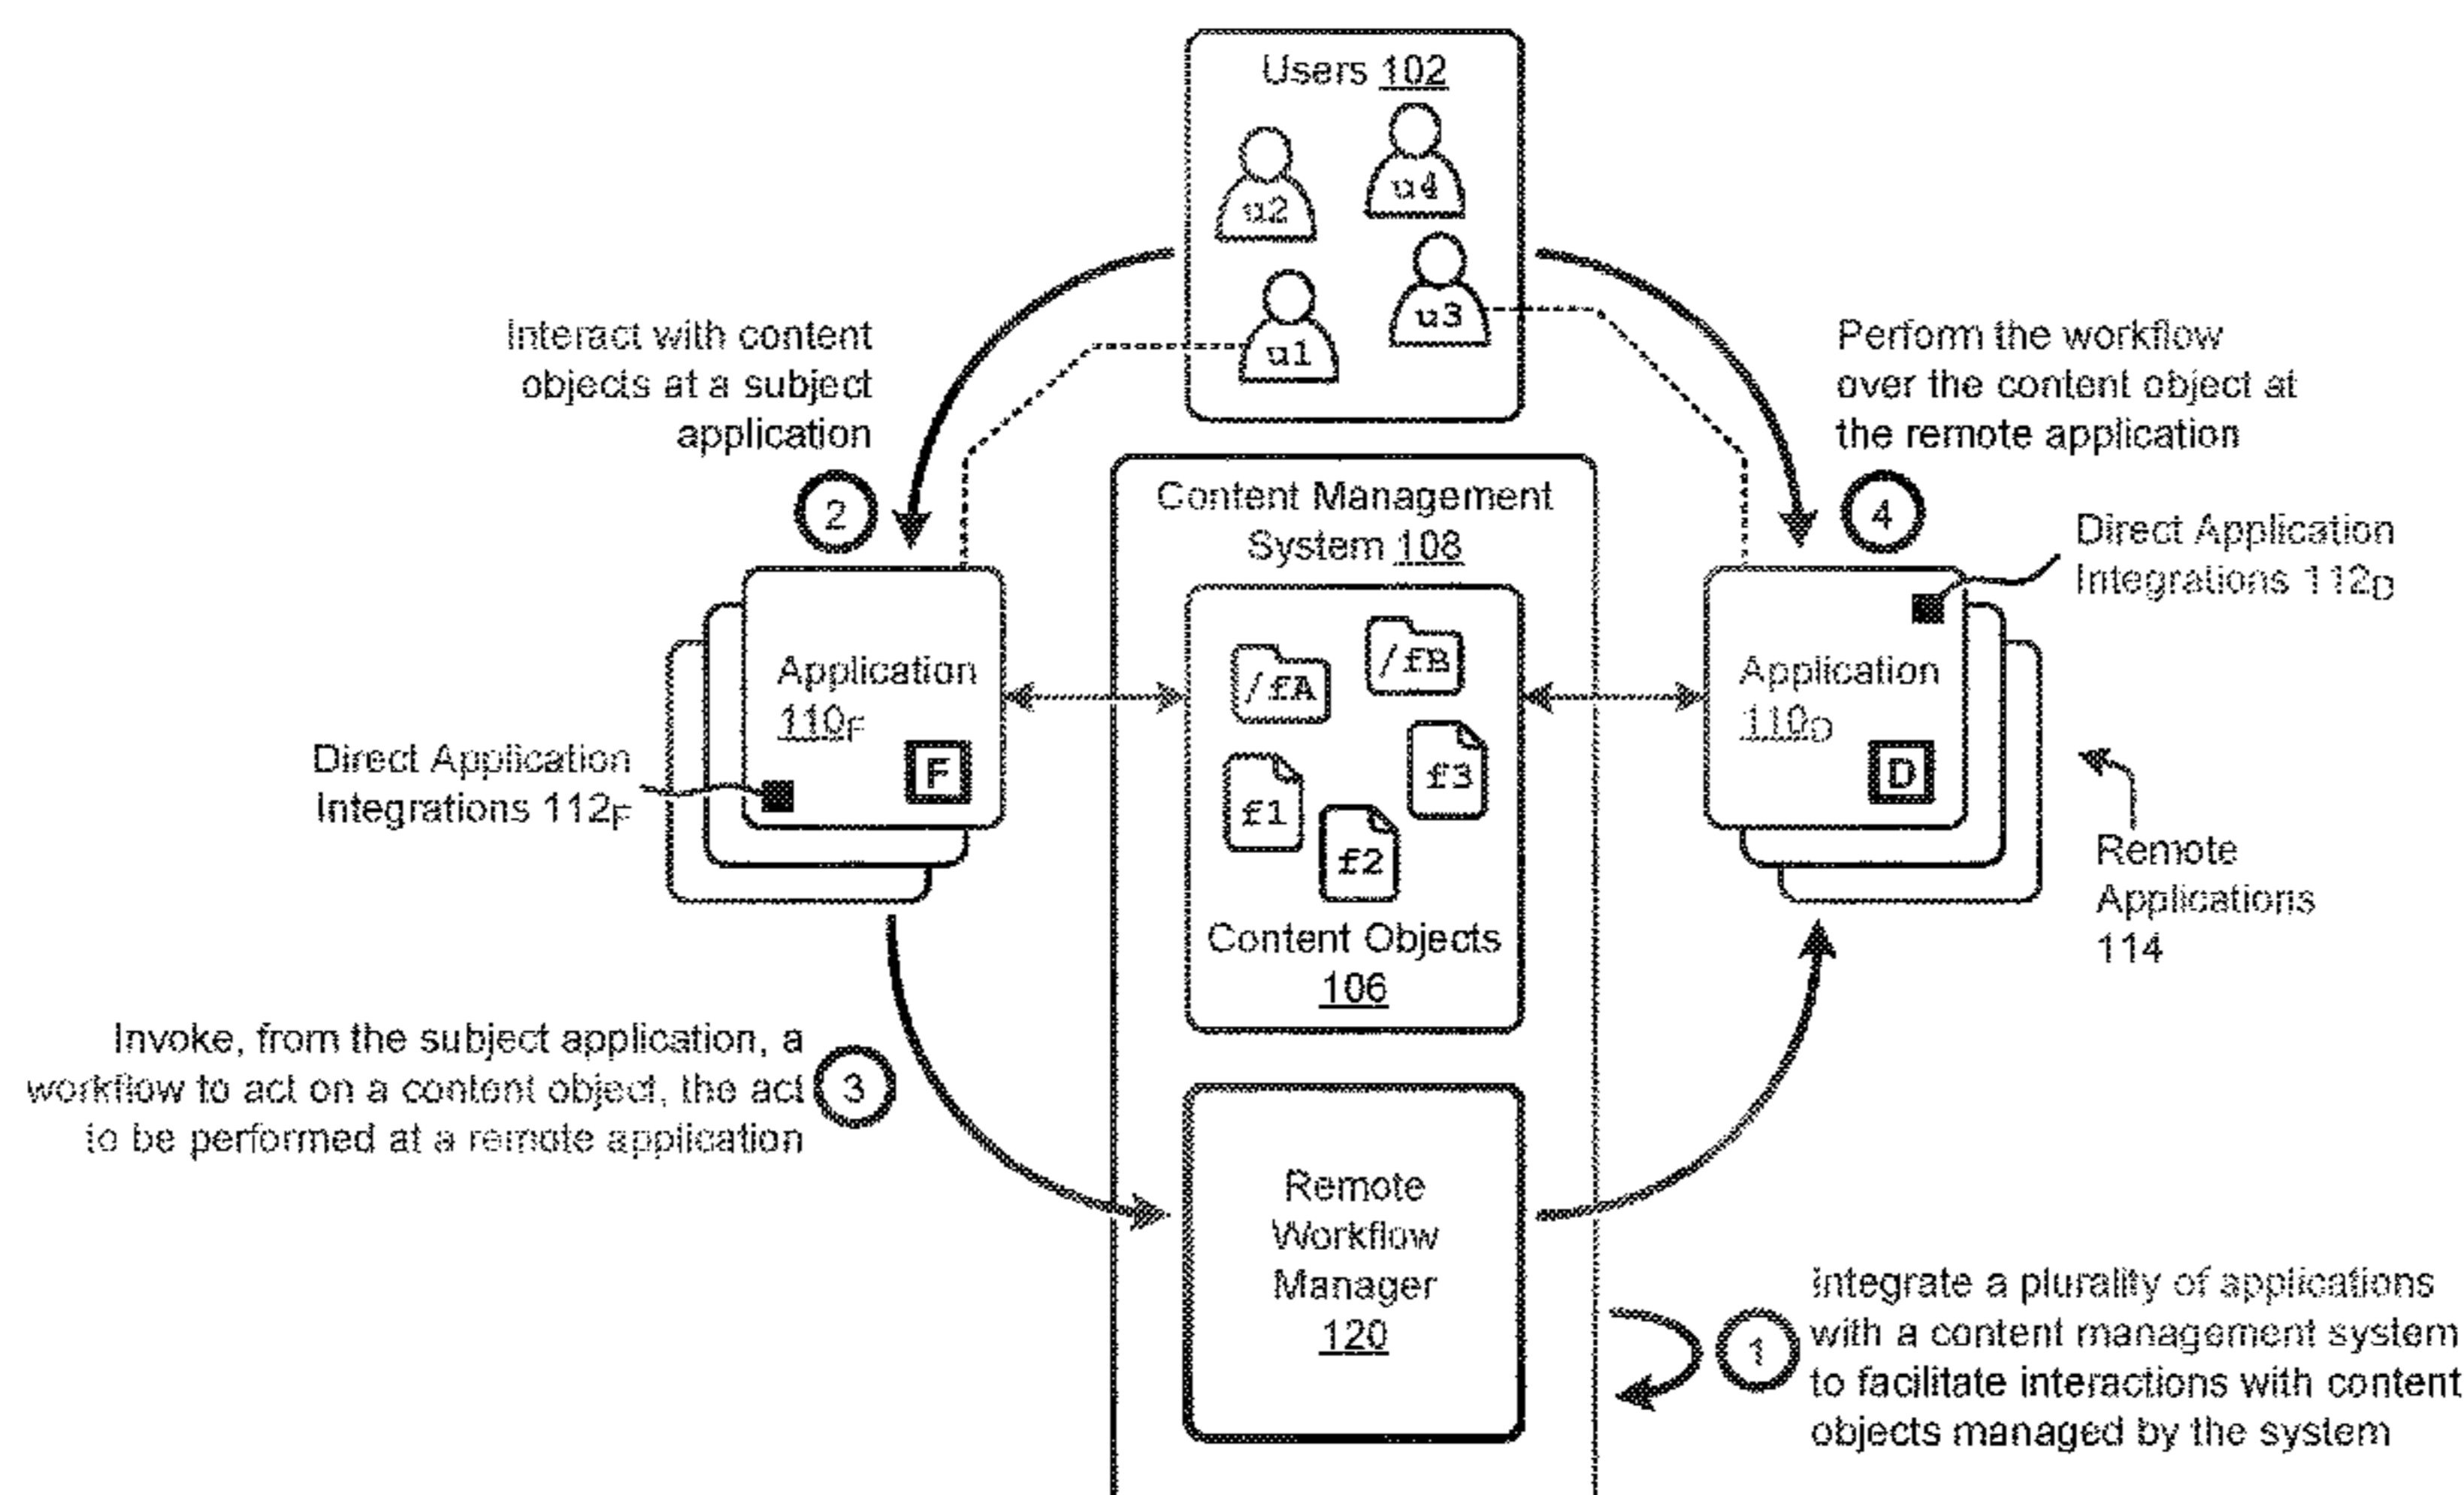 Users 102
u2
u4
u1
u3
Interact with content
objects at a subject
application
2
Perform the workflow
over the content object at
the remote application
4
Direct Application
Integrations 112D
Content Management
System 108
/fA
/fB
f1
f2
f3
Content Objects
106
Application
110F
F
Direct Application
Integrations 112F
Application
110D
D
Remote
Applications
114
Invoke, from the subject application, a
workflow to act on a content object, the act
to be performed at a remote application
3
Remote
Workflow
Manager
120
1
Integrate a plurality of applications
with a content management system
to facilitate interactions with content
objects managed by the system